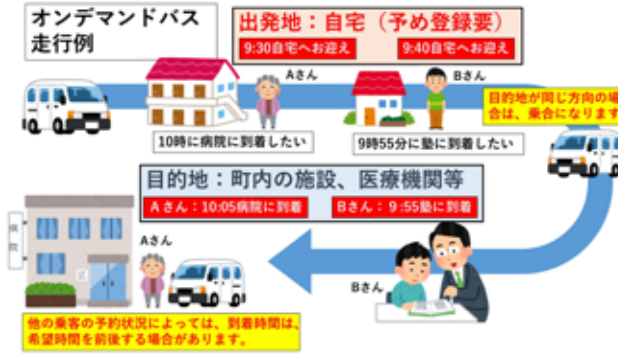 オンデマンドバス
走行例
出発地：自宅（予め登録要）
9:30自宅へお迎え
9:40自宅へお迎え
Aさん
Bさん
目的地が同じ方向の場
合は、乗合になります
10時に病院に到着したい
9時55分に塾に到着したい
目的地：町内の施設、医療機関等
Aさん：10:05病院に到着
Bさん：9:55塾に到着
病院
Aさん
Bさん
他の乗客の予約状況によっては、到着時間は、
希望時間を前後する場合があります。